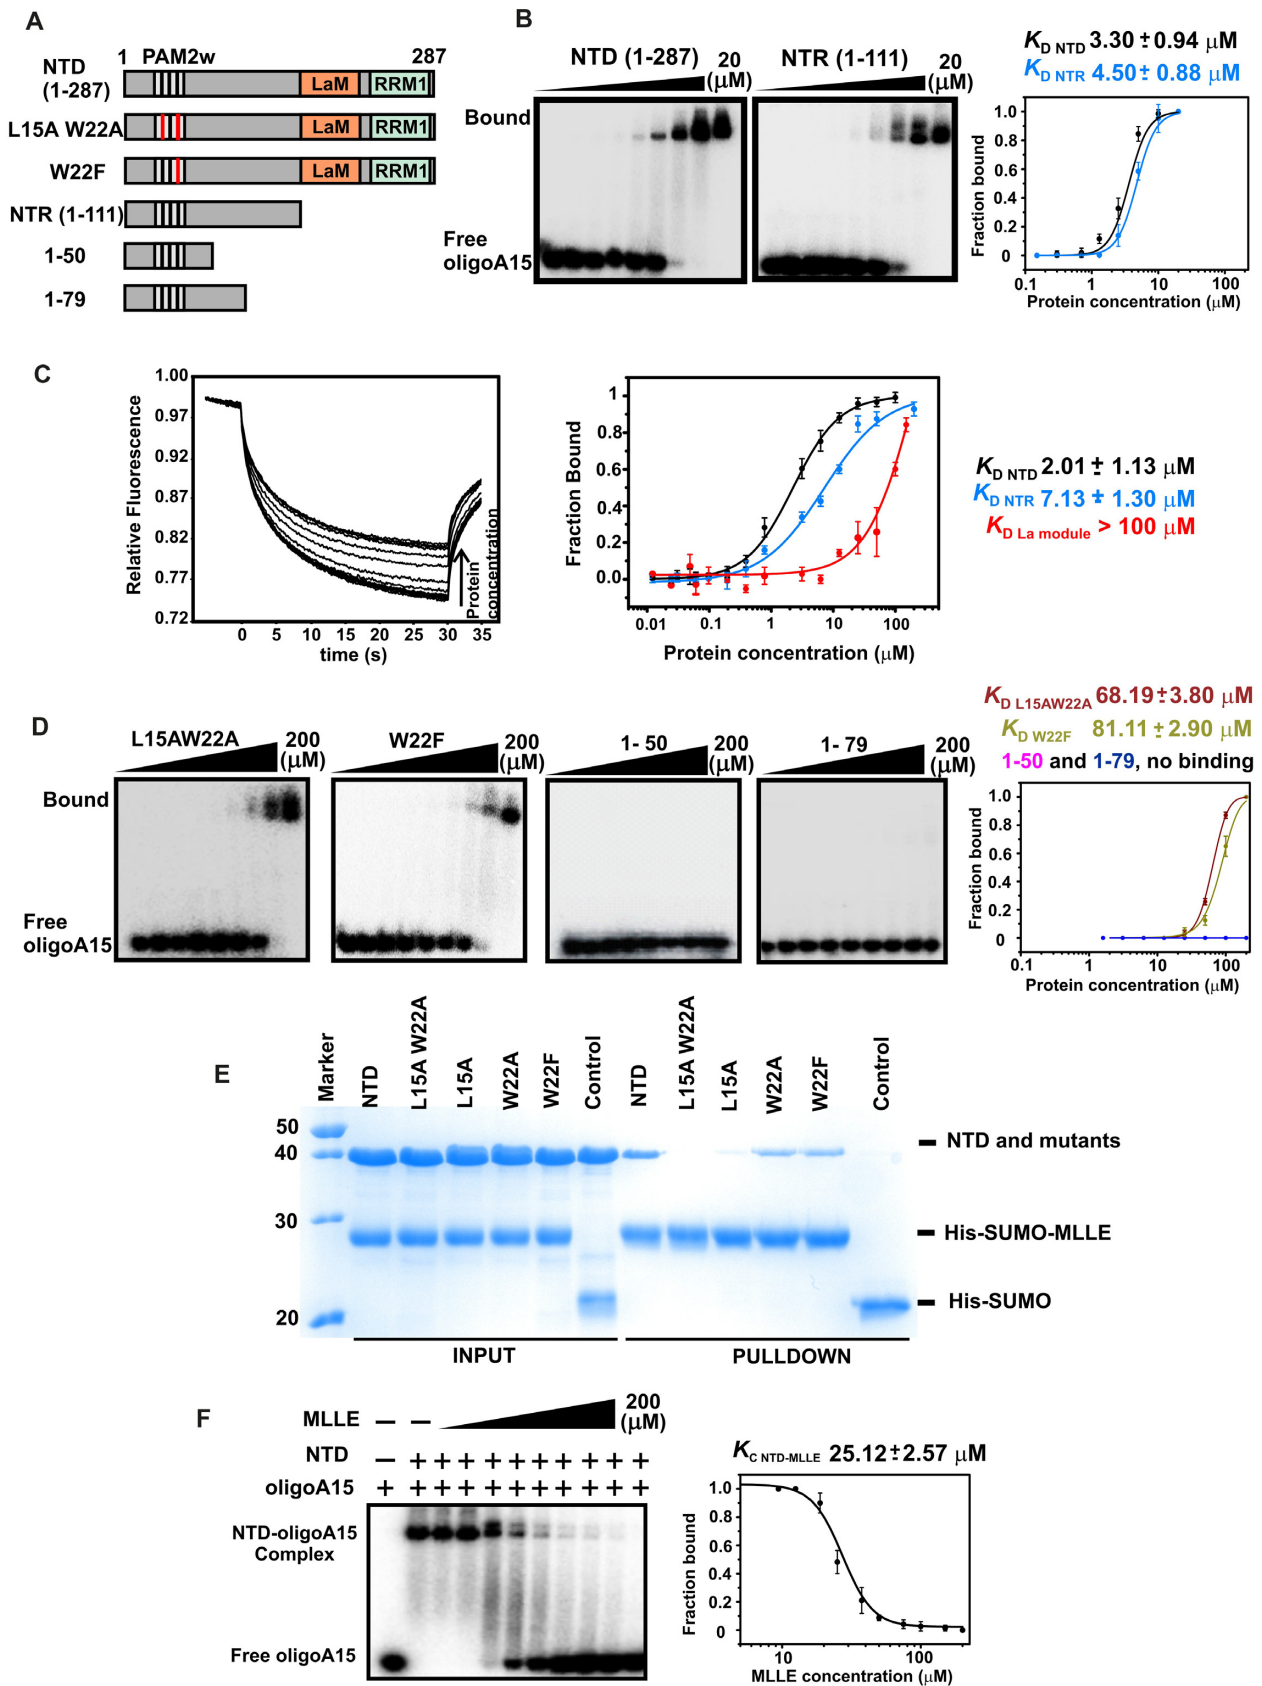 A
1 PAM2w 287
NTD
(1-287)
LaM RRM1
L15A W22A
LaM RRM1
W22F
LaM RRM1
NTR (1-111)
1-50
1-79
B
NTD (1-287) 20
(μM)
NTR (1-111) 20
(μM)
Bound
Free
oligoA15
KD NTD 3.30 ± 0.94 μM
KD NTR 4.50 ± 0.88 μM
Fraction bound
1.0
0.8
0.6
0.4
0.2
0
0.1 1 10 100
Protein concentration (μM)
C
Relative Fluorescence
1.00
0.97
0.92
0.87
0.82
0.77
0.72
0 5 10 15 20 25 30 35
time (s)
Protein
concentration
Fraction Bound
1
0.8
0.6
0.4
0.2
0.0
0.01 0.1 1 10 100
Protein concentration (μM)
KD NTD 2.01 ± 1.13 μM
KD NTR 7.13 ± 1.30 μM
KD La module > 100 μM
D
L15AW22A 200
(μM)
W22F 200
(μM)
1- 50 200
(μM)
1- 79 200
(μM)
Bound
Free
oligoA15
KD L15AW22A 68.19 ± 3.80 μM
KD W22F 81.11 ± 2.90 μM
1-50 and 1-79, no binding
Fraction bound
1.0
0.8
0.6
0.4
0.2
0
0.1 1 10 100
Protein concentration (μM)
E
Marker
NTD
L15A W22A
L15A
W22A
W22F
Control
NTD
L15A W22A
L15A
W22A
W22F
Control
50
40
30
20
NTD and mutants
His-SUMO-MLLE
His-SUMO
INPUT PULLDOWN
F
MLLE – – 200
(μM)
NTD – + + + + + + + + + +
oligoA15 + + + + + + + + + + +
NTD-oligoA15
Complex
Free oligoA15
KC NTD-MLLE 25.12 ± 2.57 μM
Fraction bound
1.0
0.8
0.6
0.4
0.2
0
10 100
MLLE concentration (μM)